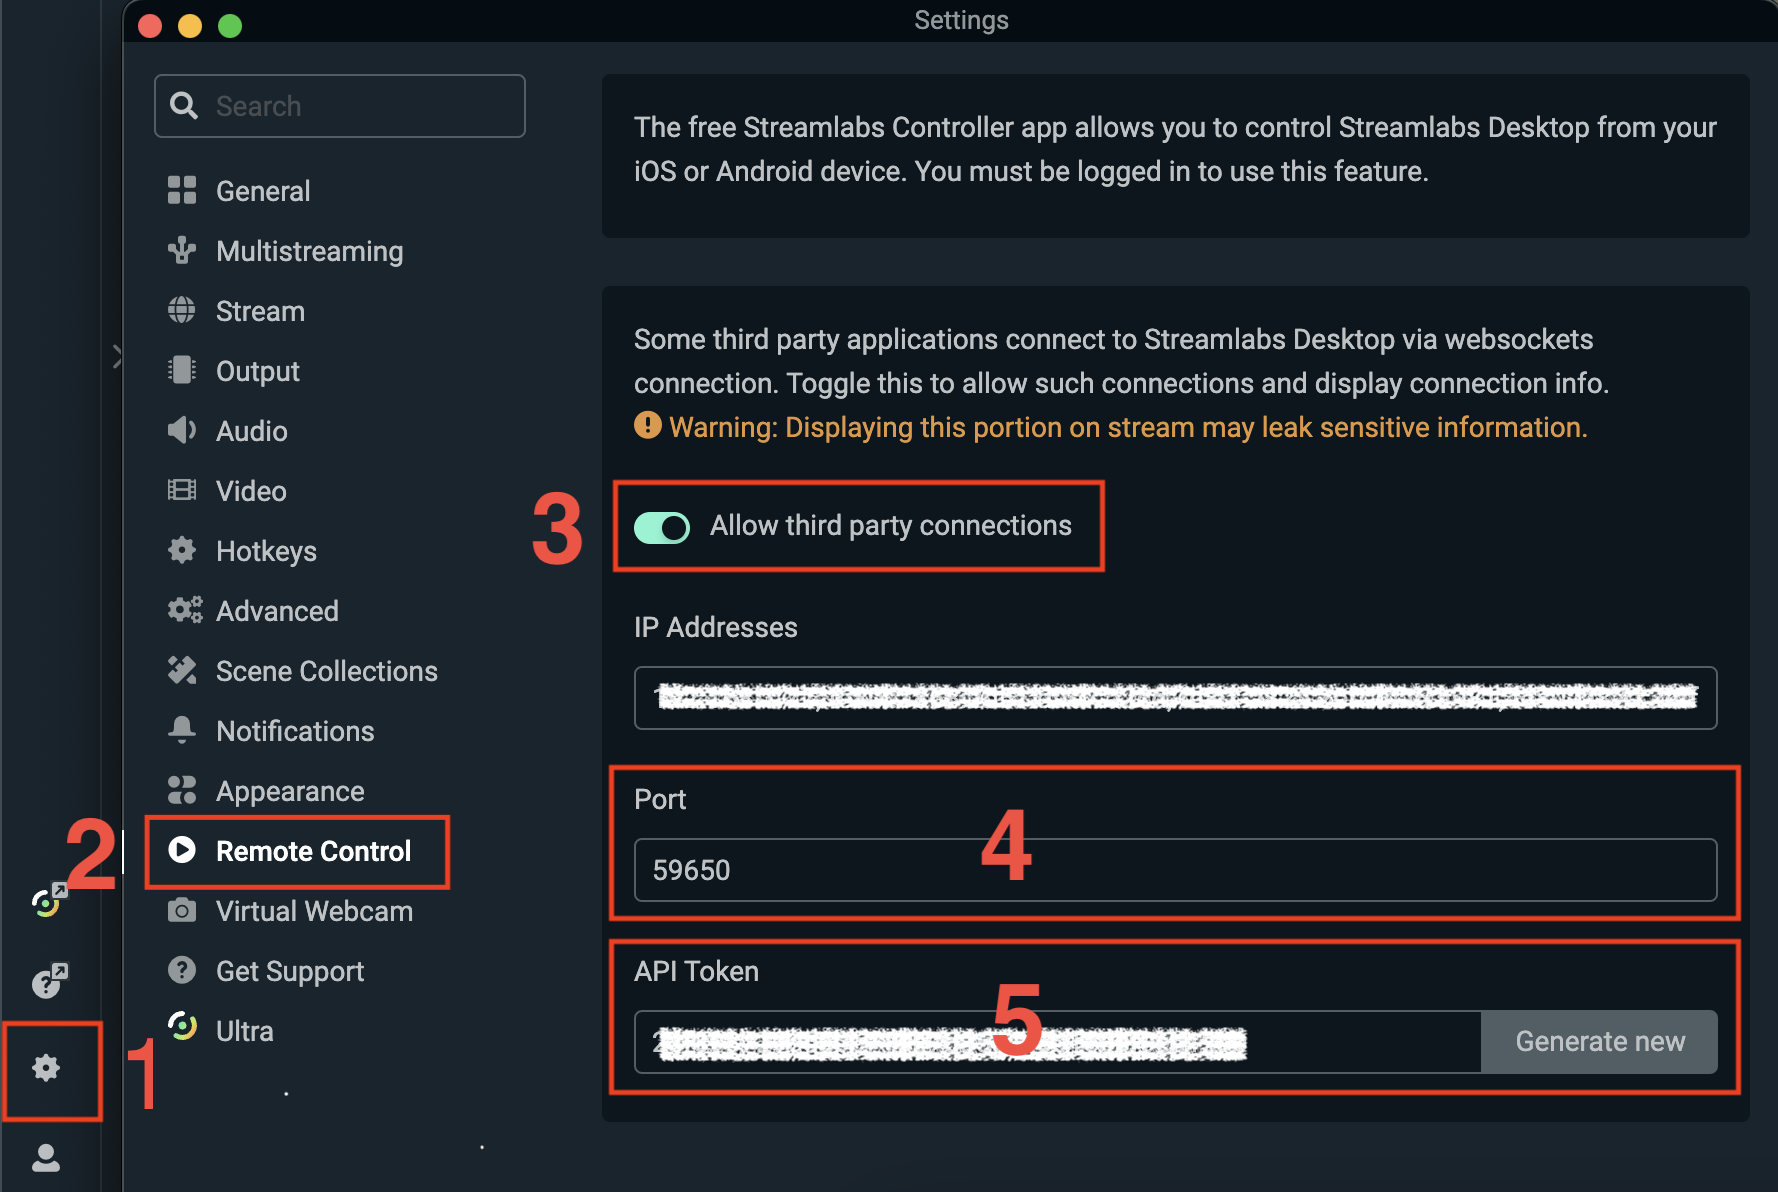 Settings
Search
General
Multistreaming
Stream
Output
Audio
Video
Hotkeys
Advanced
Scene Collections
Notifications
Appearance
2
Remote Control
Virtual Webcam
Get Support
Ultra
1
The free Streamlabs Controller app allows you to control Streamlabs Desktop from your
iOS or Android device. You must be logged in to use this feature.
Some third party applications connect to Streamlabs Desktop via websockets
connection. Toggle this to allow such connections and display connection info.
Warning: Displaying this portion on stream may leak sensitive information.
3
Allow third party connections
IP Addresses
Port
4
59650
API Token
5
Generate new